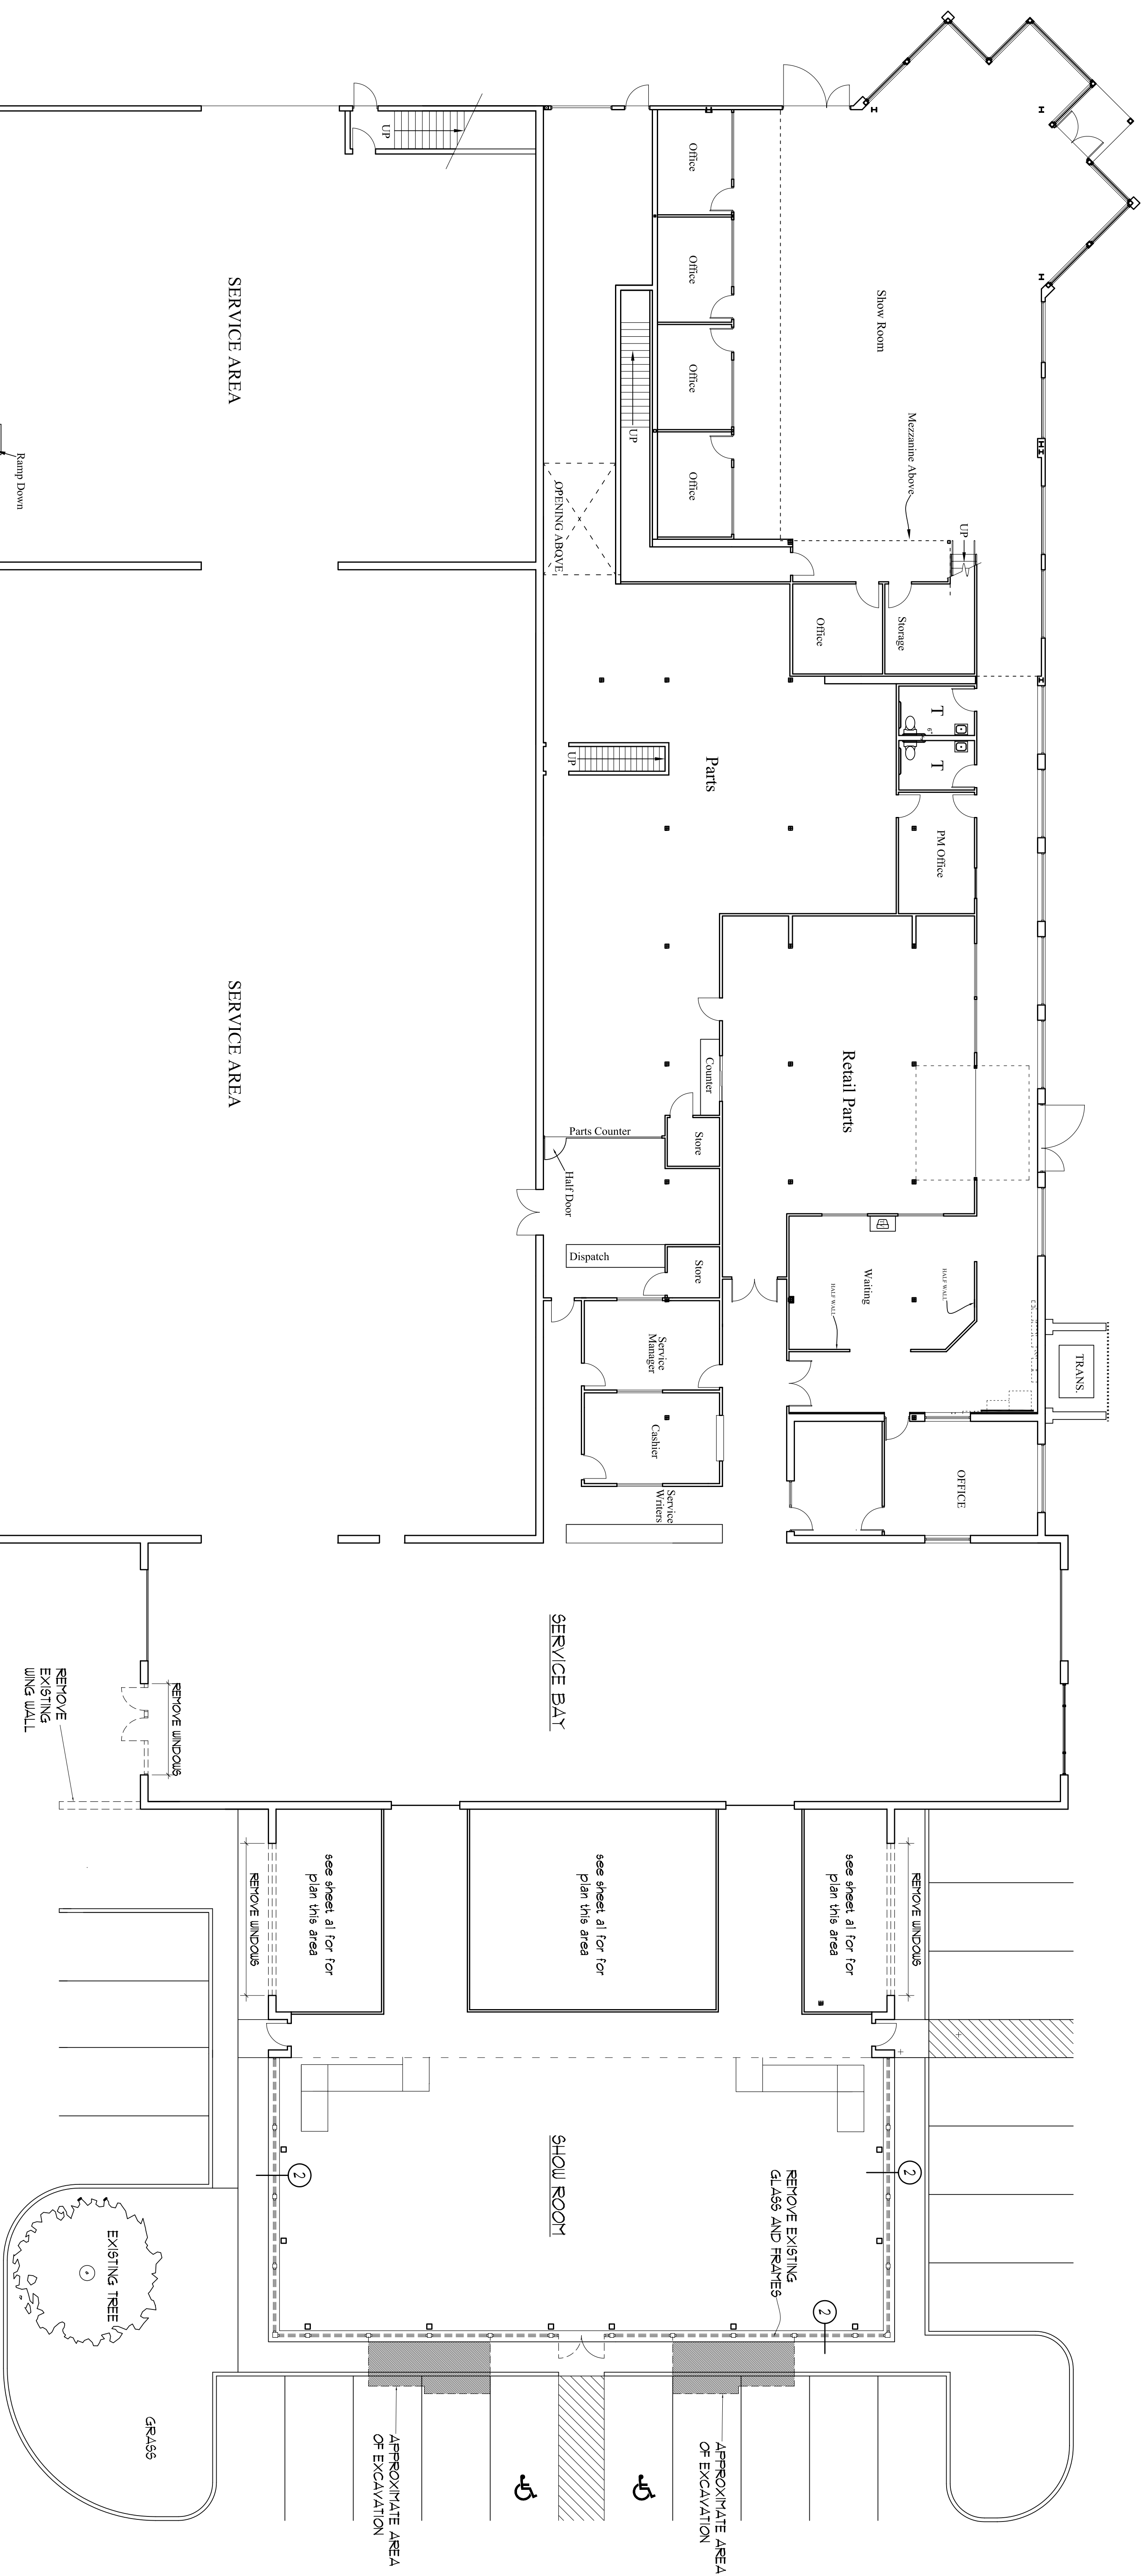 UP
SERVICE AREA
Ramp Down
Office
Office
Office
Office
Show Room
Mezzanine Above
UP
UP
OPENING ABOVE
Office
Storage
T
T
6"
UP
Parts
PM Office
SERVICE AREA
Retail Parts
Counter
Store
Parts Counter
Half Door
Dispatch
Store
Waiting
HALF WALL
HALF WALL
TRANS.
Service
Manager
Cashier
Service
Writers
OFFICE
SERVICE BAY
REMOVE WINDOWS
REMOVE
EXISTING
WING WALL
REMOVE WINDOWS
see sheet a1 for for
plan this area
see sheet a1 for for
plan this area
see sheet a1 for for
plan this area
REMOVE WINDOWS
SHOW ROOM
REMOVE EXISTING
GLASS AND FRAMES
2
2
2
EXISTING TREE
GRASS
APPROXIMATE AREA
OF EXCAVATION
APPROXIMATE AREA
OF EXCAVATION